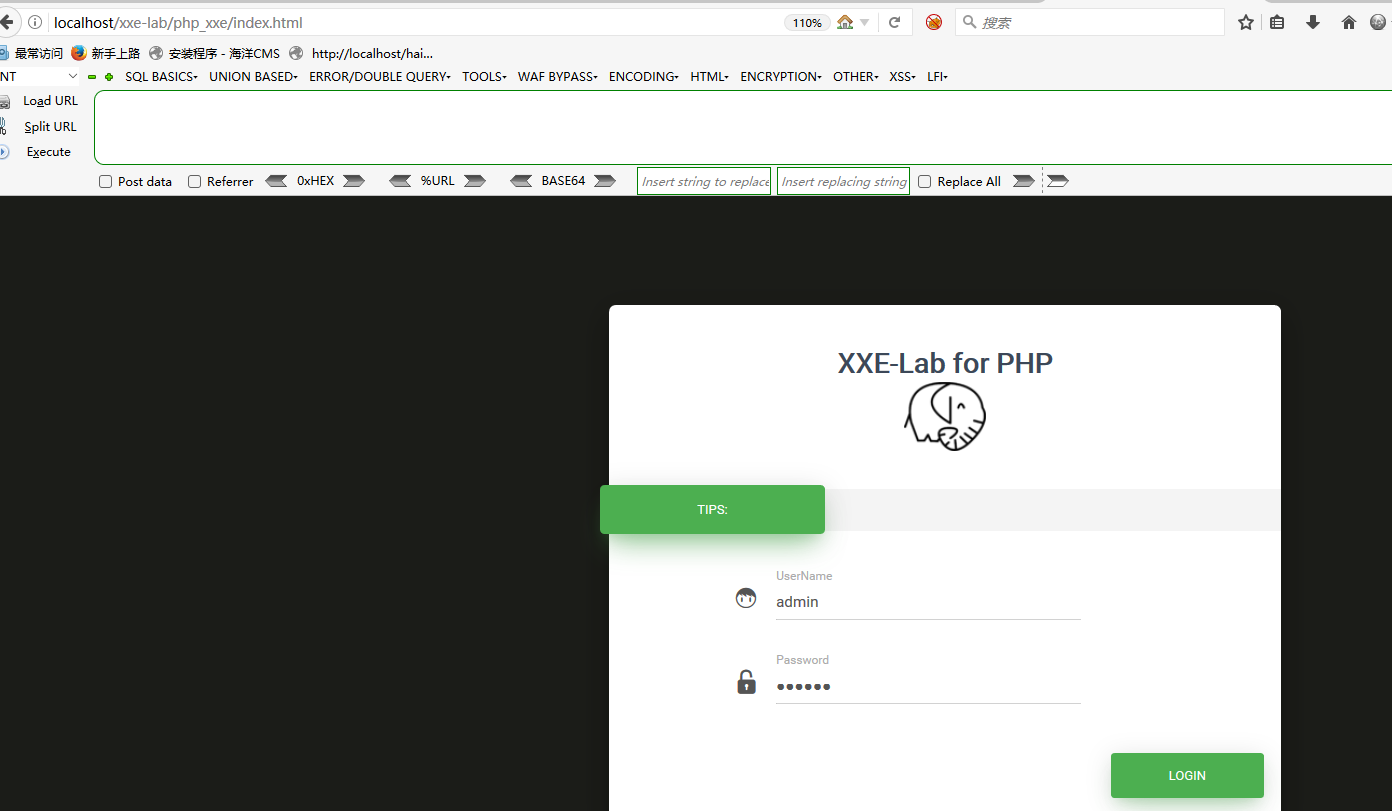 localhost/xxe-lab/php_xxe/index.html 110% 搜索
最常访问 新手上路 安装程序 - 海洋CMS http://localhost/hai...
NT SQL BASICS UNION BASED ERROR/DOUBLE QUERY TOOLS WAF BYPASS ENCODING HTML ENCRYPTION OTHER XSS LFI
Load URL
Split URL
Execute
Post data Referrer 0xHEX %URL BASE64 Insert string to replace Insert replacing string Replace All
XXE-Lab for PHP
TIPS:
UserName
admin
Password
LOGIN